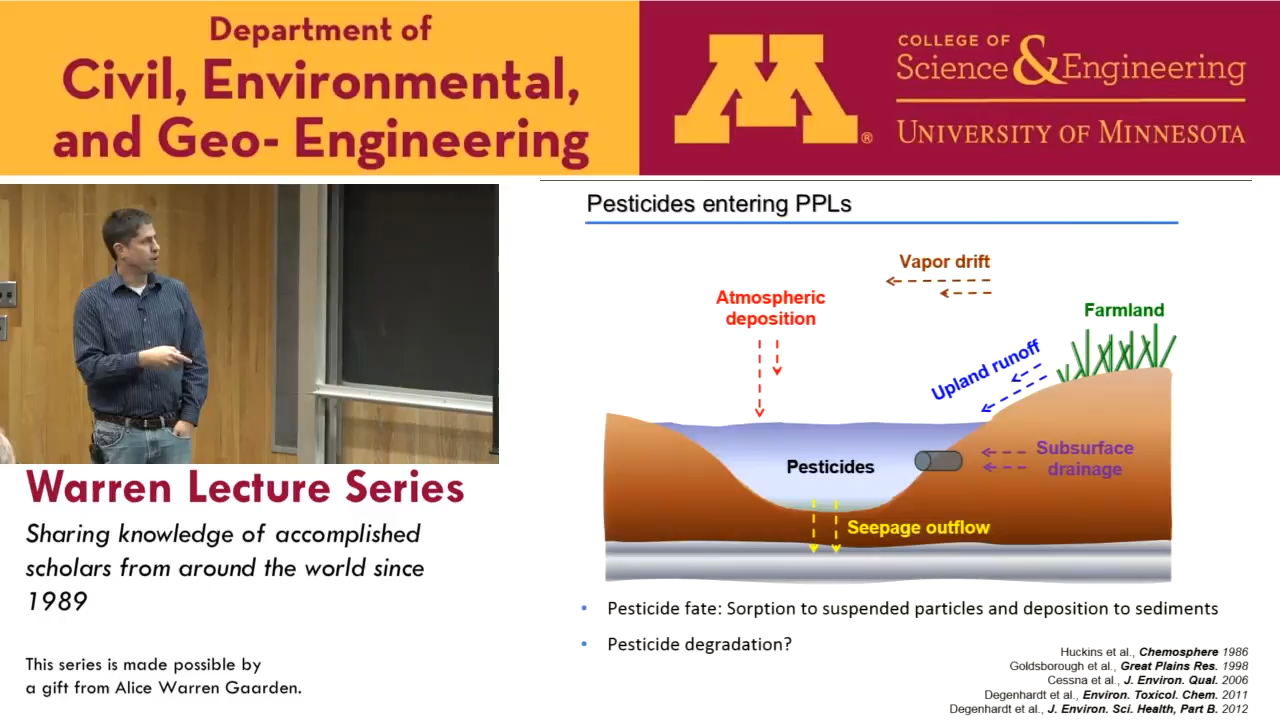 Department of
Civil, Environmental,
and Geo- Engineering
M®
COLLEGE OF
Science & Engineering
UNIVERSITY OF MINNESOTA
Warren Lecture Series
Sharing knowledge of accomplished
scholars from around the world since
1989
This series is made possible by
a gift from Alice Warren Gaarden.
Pesticides entering PPLs
Vapor drift
Atmospheric
deposition
Farmland
Upland runoff
Subsurface
drainage
Pesticides
Seepage outflow
• Pesticide fate: Sorption to suspended particles and deposition to sediments
• Pesticide degradation?
Huckins et al., Chemosphere 1986
Goldsborough et al., Great Plains Res. 1998
Cessna et al., J. Environ. Qual. 2006
Degenhardt et al., Environ. Toxicol. Chem. 2011
Degenhardt et al., J. Environ. Sci. Health, Part B. 2012